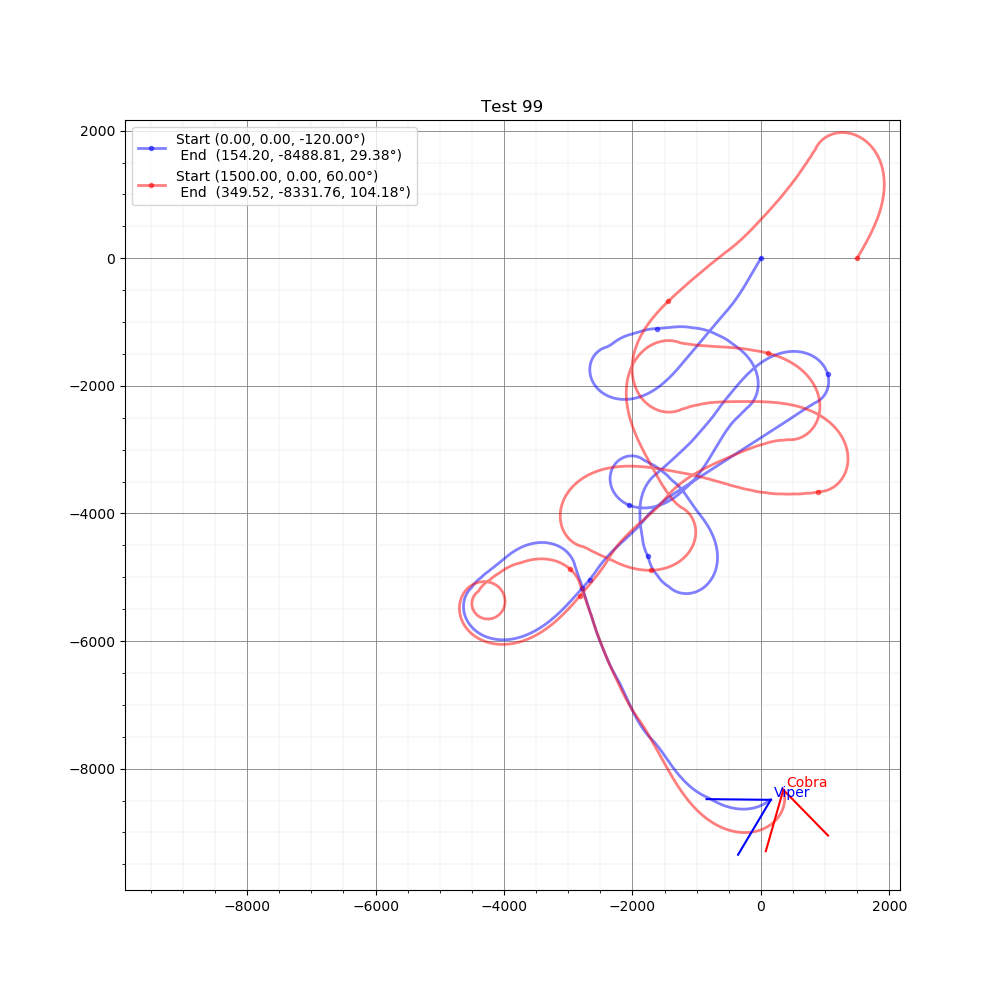 Test 99
Start (0.00, 0.00, -120.00°)
End (154.20, -8488.81, 29.38°)
Start (1500.00, 0.00, 60.00°)
End (349.52, -8331.76, 104.18°)
2000
0
−2000
−4000
−6000
−8000
Cobra
Viper
−8000 −6000 −4000 −2000 0 2000